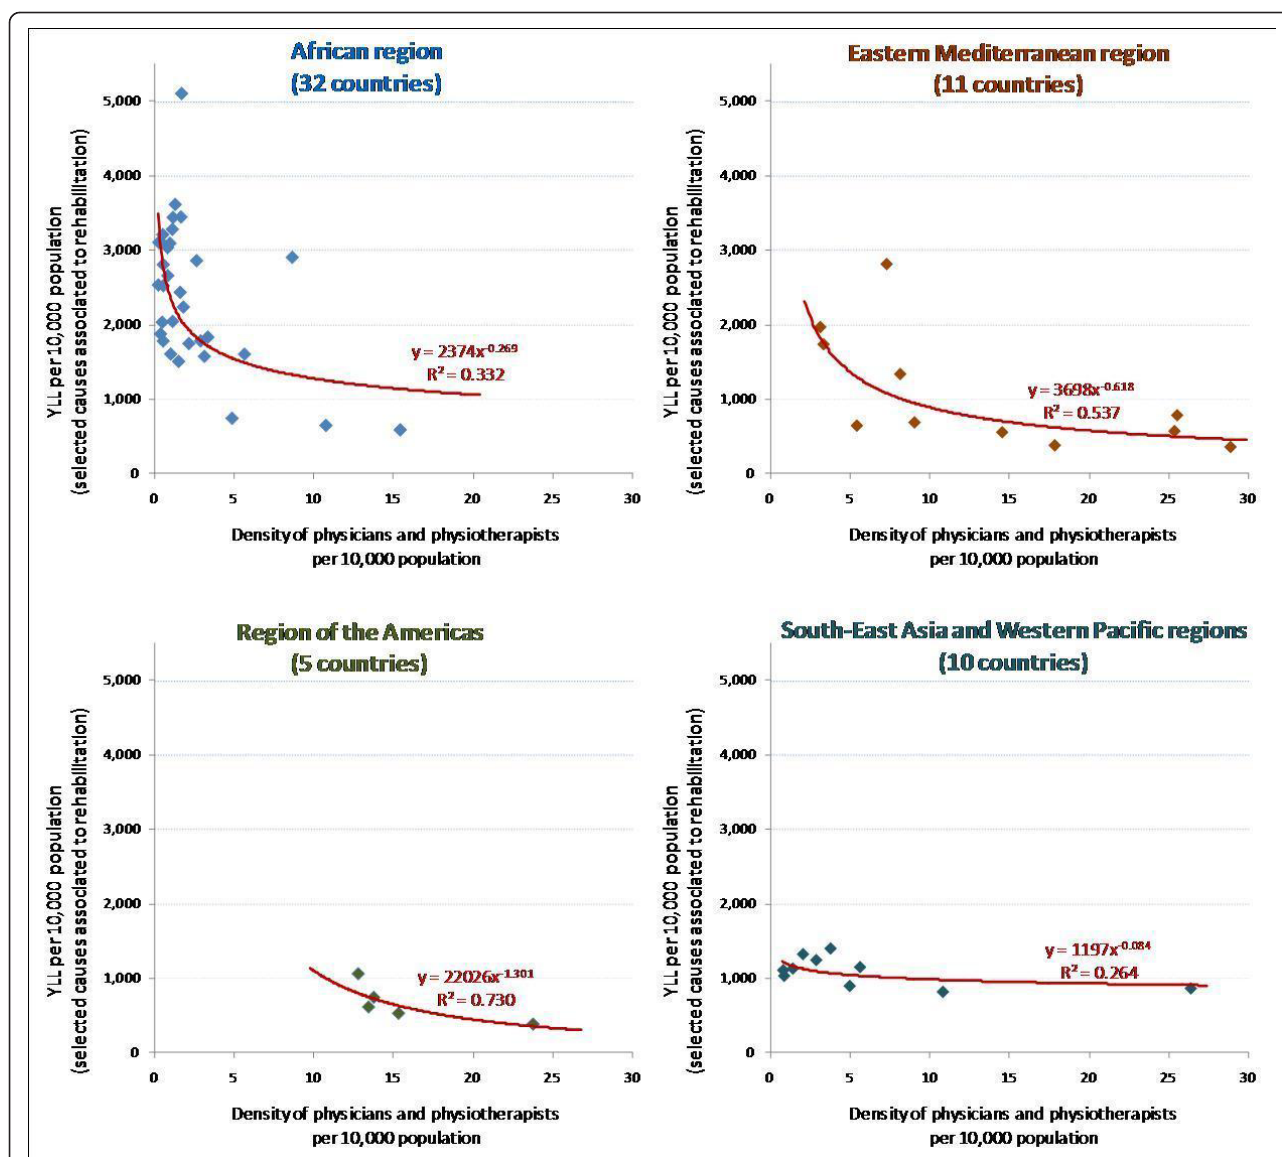 African region
(32 countries)
5,000
4,000
3,000
2,000
1,000
0
YLL per 10,000 population
(selected causes associated to rehabilitation)
y = 2374x-0.269
R² = 0.332
0 5 10 15 20 25 30
Density of physicians and physiotherapists
per 10,000 population
Eastern Mediterranean region
(11 countries)
5,000
4,000
3,000
2,000
1,000
0
YLL per 10,000 population
(selected causes associated to rehabilitation)
y = 3698x-0.618
R² = 0.537
0 5 10 15 20 25 30
Density of physicians and physiotherapists
per 10,000 population
Region of the Americas
(5 countries)
5,000
4,000
3,000
2,000
1,000
0
YLL per 10,000 population
(selected causes associated to rehabilitation)
y = 22026x-1.301
R² = 0.730
0 5 10 15 20 25 30
Density of physicians and physiotherapists
per 10,000 population
South-East Asia and Western Pacific regions
(10 countries)
5,000
4,000
3,000
2,000
1,000
0
YLL per 10,000 population
(selected causes associated to rehabilitation)
y = 1197x-0.084
R² = 0.264
0 5 10 15 20 25 30
Density of physicians and physiotherapists
per 10,000 population